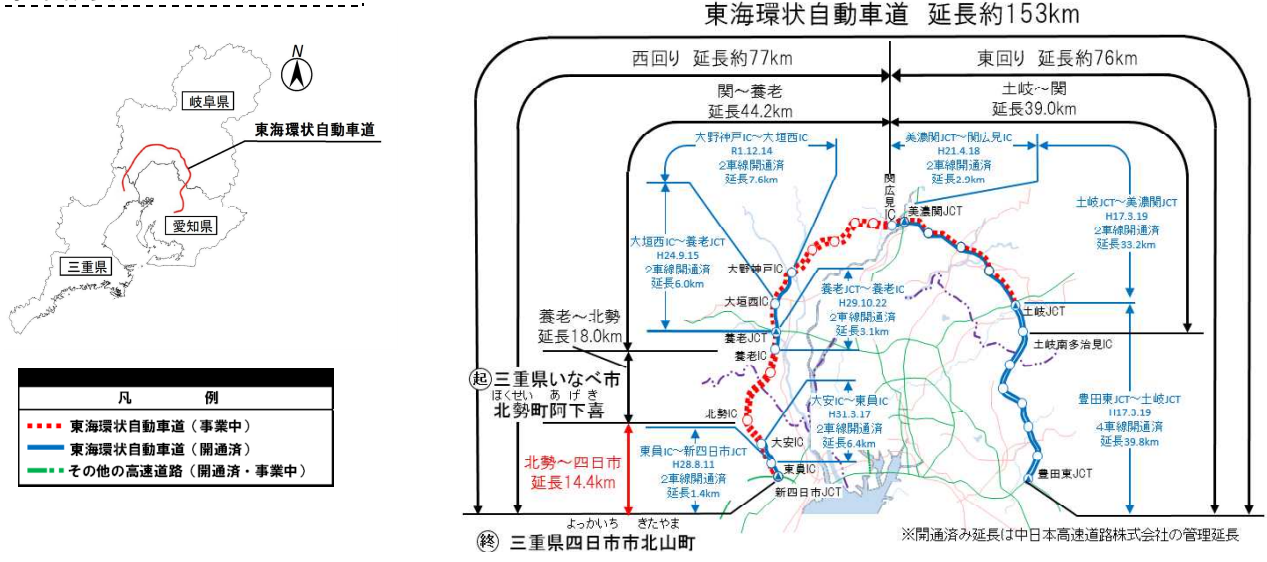 東海環状自動車道 延長約153km
西回り 延長約77km
東回り 延長約76km
関～養老
延長44.2km
土岐～関
延長39.0km
N
岐阜県
東海環状自動車道
愛知県
三重県
大野神戸IC～大垣西IC
R1.12.14
2車線開通済
延長7.6km
美濃関JCT～関広見IC
H21.4.18
2車線開通済
延長2.9km
関広見IC
美濃関JCT
土岐JCT～美濃関JCT
H17.3.19
2車線開通済
延長33.2km
大垣西IC～養老JCT
H24.9.15
2車線開通済
延長6.0km
大野神戸IC
大垣西IC
養老JCT
養老IC
養老JCT～養老IC
H29.10.22
2車線開通済
延長3.1km
土岐JCT
土岐南多治見IC
養老～北勢
延長18.0km
起 三重県いなべ市
ほくせい あげき
北勢町阿下喜
北勢IC
大安IC
東員IC
新四日市JCT
大安IC～東員IC
H31.3.17
2車線開通済
延長6.4km
豊田東JCT～土岐JCT
H17.3.19
4車線開通済
延長39.8km
豊田東JCT
北勢～四日市
延長14.4km
東員IC～新四日市JCT
H28.8.11
2車線開通済
延長1.4km
よっかいち きたやま
終 三重県四日市市北山町
※開通済み延長は中日本高速道路株式会社の管理延長
凡 例
東海環状自動車道（事業中）
東海環状自動車道（開通済）
その他の高速道路（開通済・事業中）